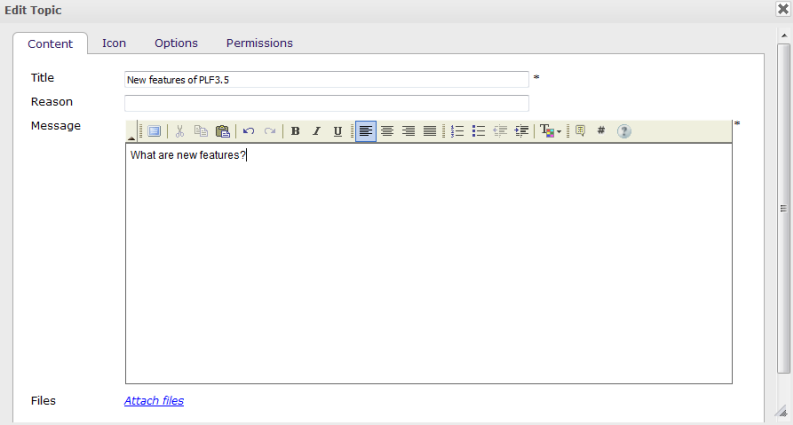 Edit Topic
Content Icon Options Permissions
Title New features of PLF3.5 *
Reason
Message *
B I U #  ?
What are new features?
Files Attach files